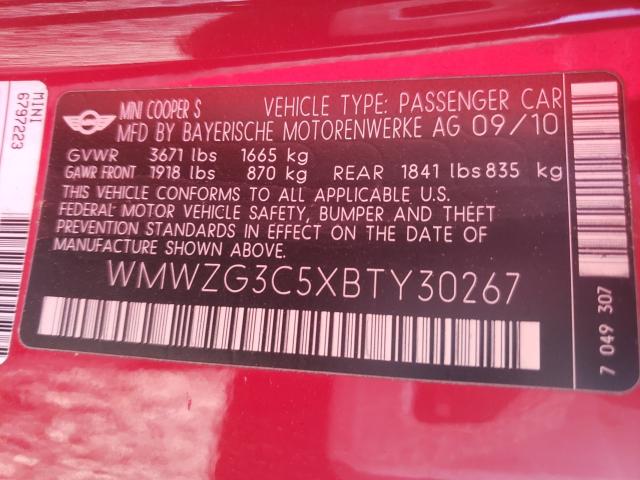 MINI COOPER S VEHICLE TYPE: PASSENGER CAR
MFD BY BAYERISCHE MOTORENWERKE AG 09/10
GVWR 3671 lbs 1665 kg
GAWR FRONT 1918 lbs 870 kg REAR 1841 lbs 835 kg
THIS VEHICLE CONFORMS TO ALL APPLICABLE U.S.
FEDERAL MOTOR VEHICLE SAFETY, BUMPER AND THEFT
PREVENTION STANDARDS IN EFFECT ON THE DATE OF
MANUFACTURE SHOWN ABOVE.
WMWZG3C5XBTY30267
7 049 307
MINI
6797223